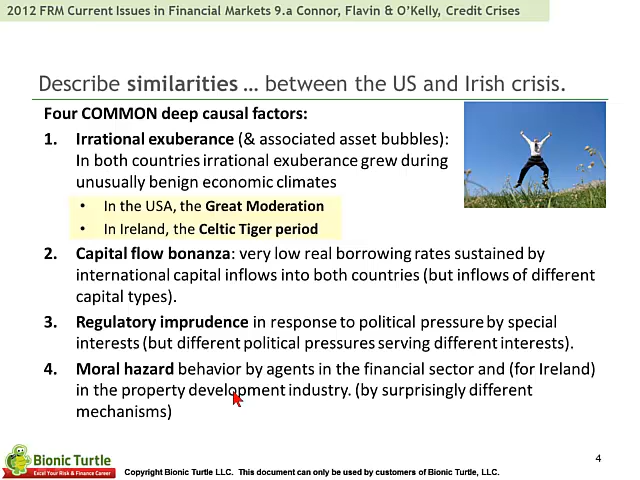 2012 FRM Current Issues in Financial Markets 9.a Connor, Flavin & O’Kelly, Credit Crises
Describe similarities … between the US and Irish crisis.
Four COMMON deep causal factors:
1. Irrational exuberance (& associated asset bubbles):
In both countries irrational exuberance grew during
unusually benign economic climates
• In the USA, the Great Moderation
• In Ireland, the Celtic Tiger period
2. Capital flow bonanza: very low real borrowing rates sustained by
international capital inflows into both countries (but inflows of different
capital types).
3. Regulatory imprudence in response to political pressure by special
interests (but different political pressures serving different interests).
4. Moral hazard behavior by agents in the financial sector and (for Ireland)
in the property development industry. (by surprisingly different
mechanisms)
4
Bionic Turtle
Excel Your Risk & Finance Career
Copyright Bionic Turtle LLC. This document can only be used by customers of Bionic Turtle, LLC.